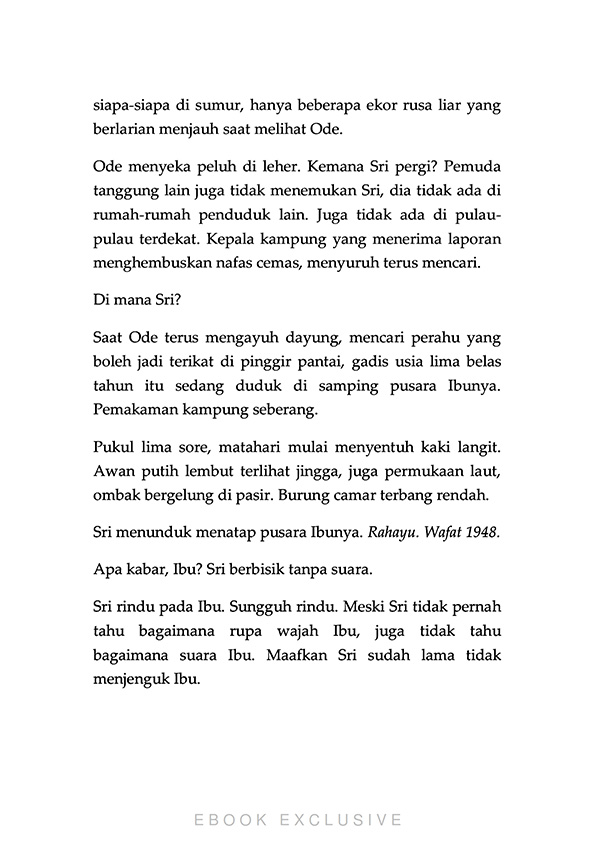 siapa-siapa di sumur, hanya beberapa ekor rusa liar yang
berlarian menjauh saat melihat Ode.
Ode menyeka peluh di leher. Kemana Sri pergi? Pemuda
tanggung lain juga tidak menemukan Sri, dia tidak ada di
rumah-rumah penduduk lain. Juga tidak ada di pulau-
pulau terdekat. Kepala kampung yang menerima laporan
menghembuskan nafas cemas, menyuruh terus mencari.
Di mana Sri?
Saat Ode terus mengayuh dayung, mencari perahu yang
boleh jadi terikat di pinggir pantai, gadis usia lima belas
tahun itu sedang duduk di samping pusara Ibunya.
Pemakaman kampung seberang.
Pukul lima sore, matahari mulai menyentuh kaki langit.
Awan putih lembut terlihat jingga, juga permukaan laut,
ombak bergelung di pasir. Burung camar terbang rendah.
Sri menunduk menatap pusara Ibunya. Rahayu. Wafat 1948.
Apa kabar, Ibu? Sri berbisik tanpa suara.
Sri rindu pada Ibu. Sungguh rindu. Meski Sri tidak pernah
tahu bagaimana rupa wajah Ibu, juga tidak tahu
bagaimana suara Ibu. Maafkan Sri sudah lama tidak
menjenguk Ibu.
EBOOK EXCLUSIVE